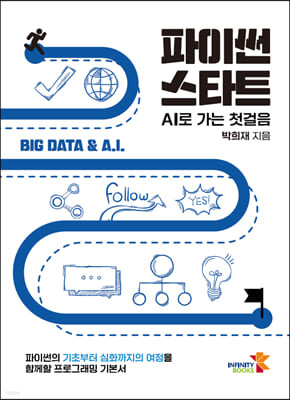 파이썬
스타트
AI로 가는 첫걸음
박희재 지음
BIG DATA & A.I.
Follow
YES!
파이썬의 기초부터 심화까지의 여정을
함께할 프로그래밍 기본서
INFINITY
BOOKS